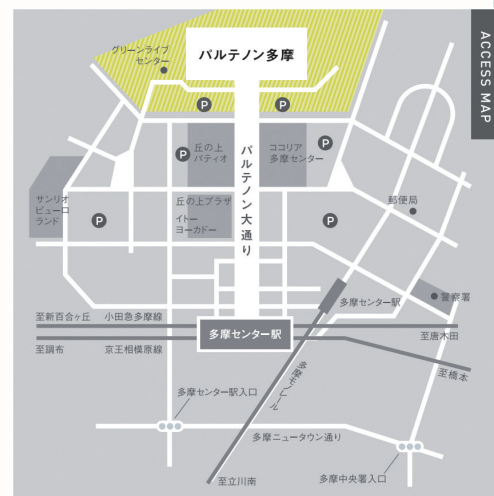 ACCESS MAP
グリーンライブ
センター
パルテノン多摩
P
P
P
丘の上
パティオ
パルテノン大通り
ココリア
多摩センター
P
サンリオ
ピューロ
ランド
P
丘の上プラザ
イトー
ヨーカドー
P
郵便局
多摩センター駅
警察署
至新百合ヶ丘 小田急多摩線
多摩センター駅
至唐木田
至調布 京王相模原線
至橋本
多摩モノレール
多摩センター駅入口
多摩ニュータウン通り
至立川南
多摩中央署入口